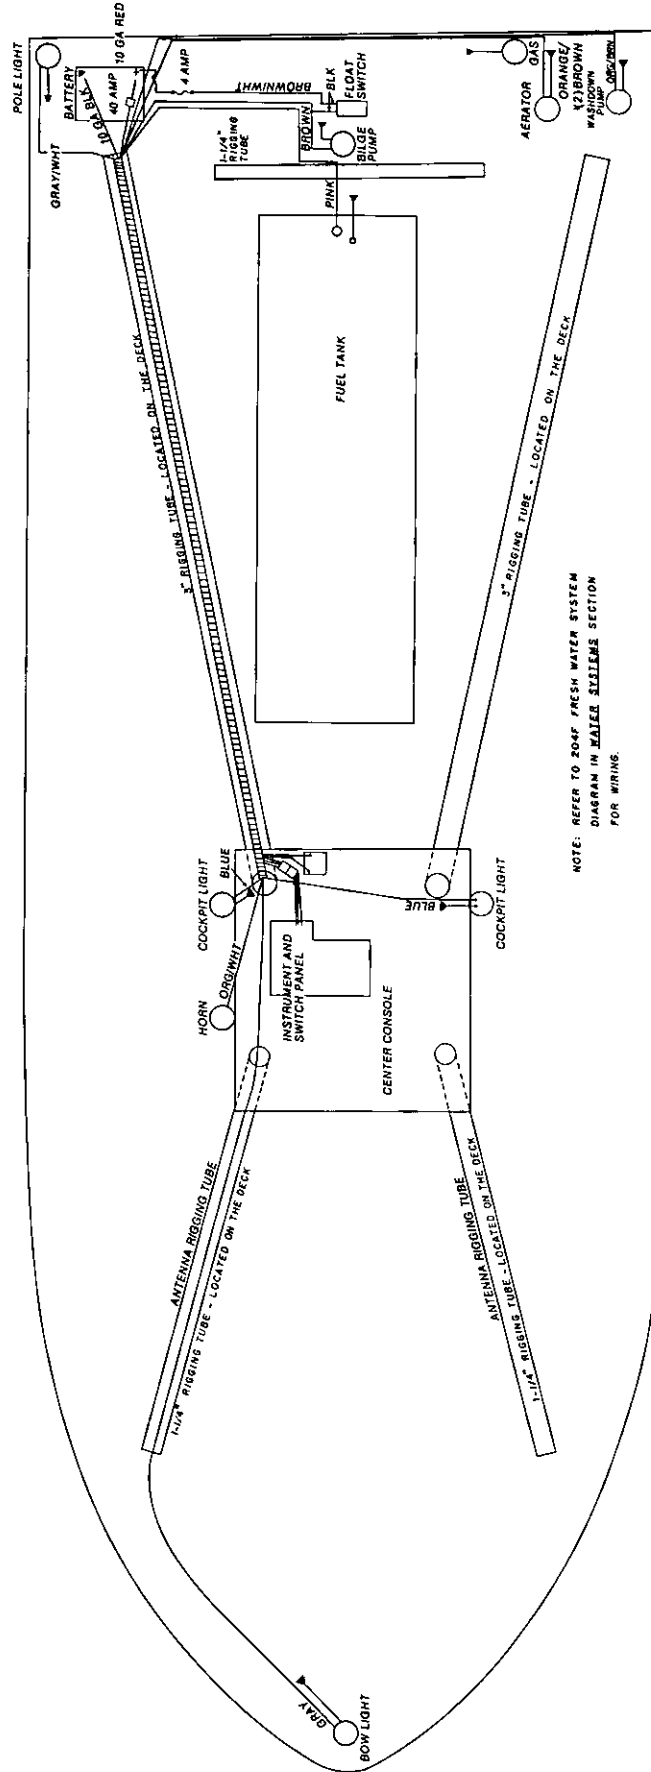 POLE LIGHT
GRAY/WHT
BATTERY
10 GA BLK
40 AMP
10 GA RED
4 AMP
BROWN/WHT
BLK
FLOAT
SWITCH
BROWN
BILGE
PUMP
1-1/4"
RIGGING
TUBE
PINK
GAS
AERATOR
ORANGE/
(2) BROWN
WASHDOWN
PUMP
ORG/BRN
3" RIGGING TUBE - LOCATED ON THE DECK
FUEL TANK
3" RIGGING TUBE - LOCATED ON THE DECK
NOTE: REFER TO 204F FRESH WATER SYSTEM
DIAGRAM IN WATER SYSTEMS SECTION
FOR WIRING.
COCKPIT LIGHT
BLUE
HORN
ORG/WHT
INSTRUMENT AND
SWITCH PANEL
CENTER CONSOLE
BLUE
COCKPIT LIGHT
ANTENNA RIGGING TUBE
1-1/4" RIGGING TUBE - LOCATED ON THE DECK
ANTENNA RIGGING TUBE
1-1/4" RIGGING TUBE - LOCATED ON THE DECK
GRAY
BOW LIGHT